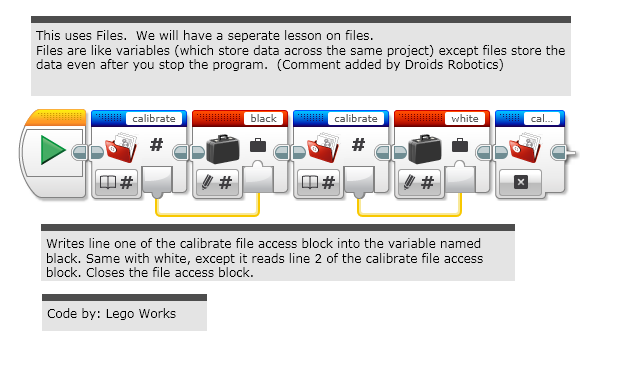 This uses Files.  We will have a seperate lesson on files.
Files are like variables (which store data across the same project) except files store the
data even after you stop the program.  (Comment added by Droids Robotics)
calibrate black calibrate white cal...
# #
# # # #
Writes line one of the calibrate file access block into the variable named
black. Same with white, except it reads line 2 of the calibrate file access
block. Closes the file access block.
Code by: Lego Works